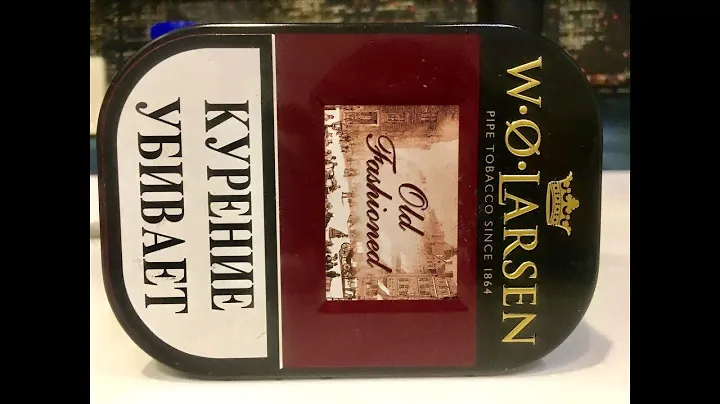 W·Ø·LARSEN
PIPE TOBACCO SINCE 1864
Old
Fashioned
КУРЕНИЕ
УБИВАЕТ